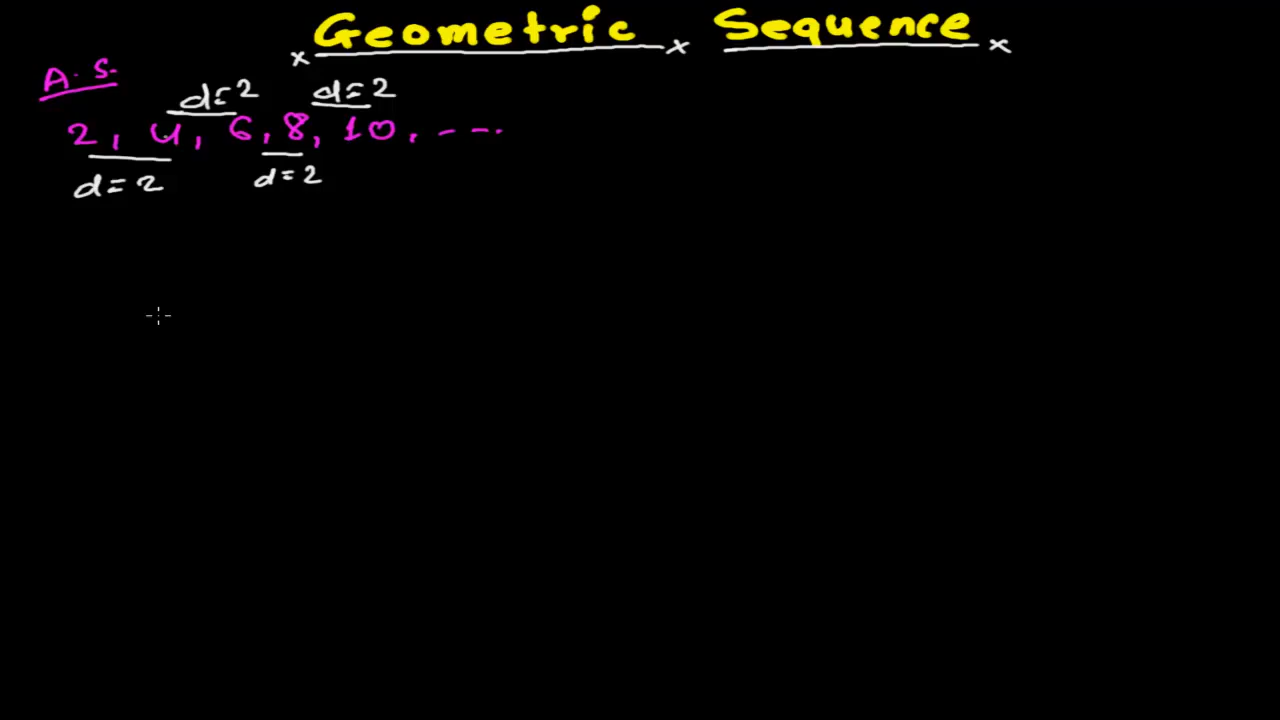 Geometric Sequence
A. S.
d=2 d=2
2, 4, 6, 8, 10, ---.
d=2 d=2